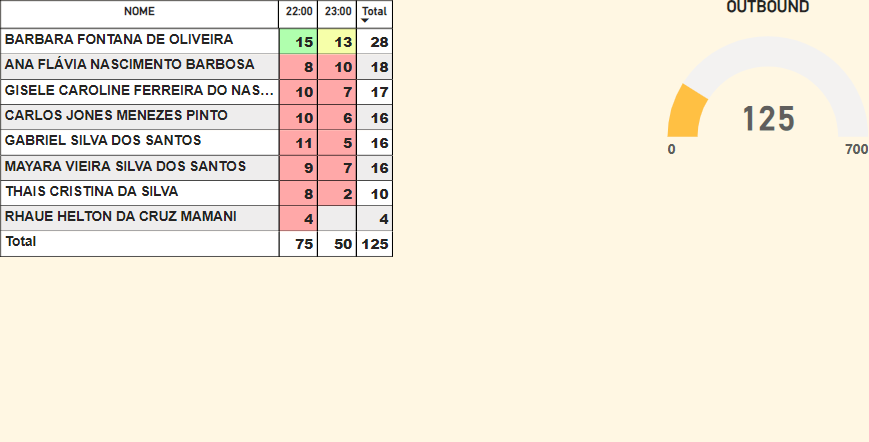 NOME 22:00 23:00 Total
BARBARA FONTANA DE OLIVEIRA 15 13 28
ANA FLÁVIA NASCIMENTO BARBOSA 8 10 18
GISELE CAROLINE FERREIRA DO NAS... 10 7 17
CARLOS JONES MENEZES PINTO 10 6 16
GABRIEL SILVA DOS SANTOS 11 5 16
MAYARA VIEIRA SILVA DOS SANTOS 9 7 16
THAIS CRISTINA DA SILVA 8 2 10
RHAUE HELTON DA CRUZ MAMANI 4 4
Total 75 50 125
OUTBOUND
125
0 700